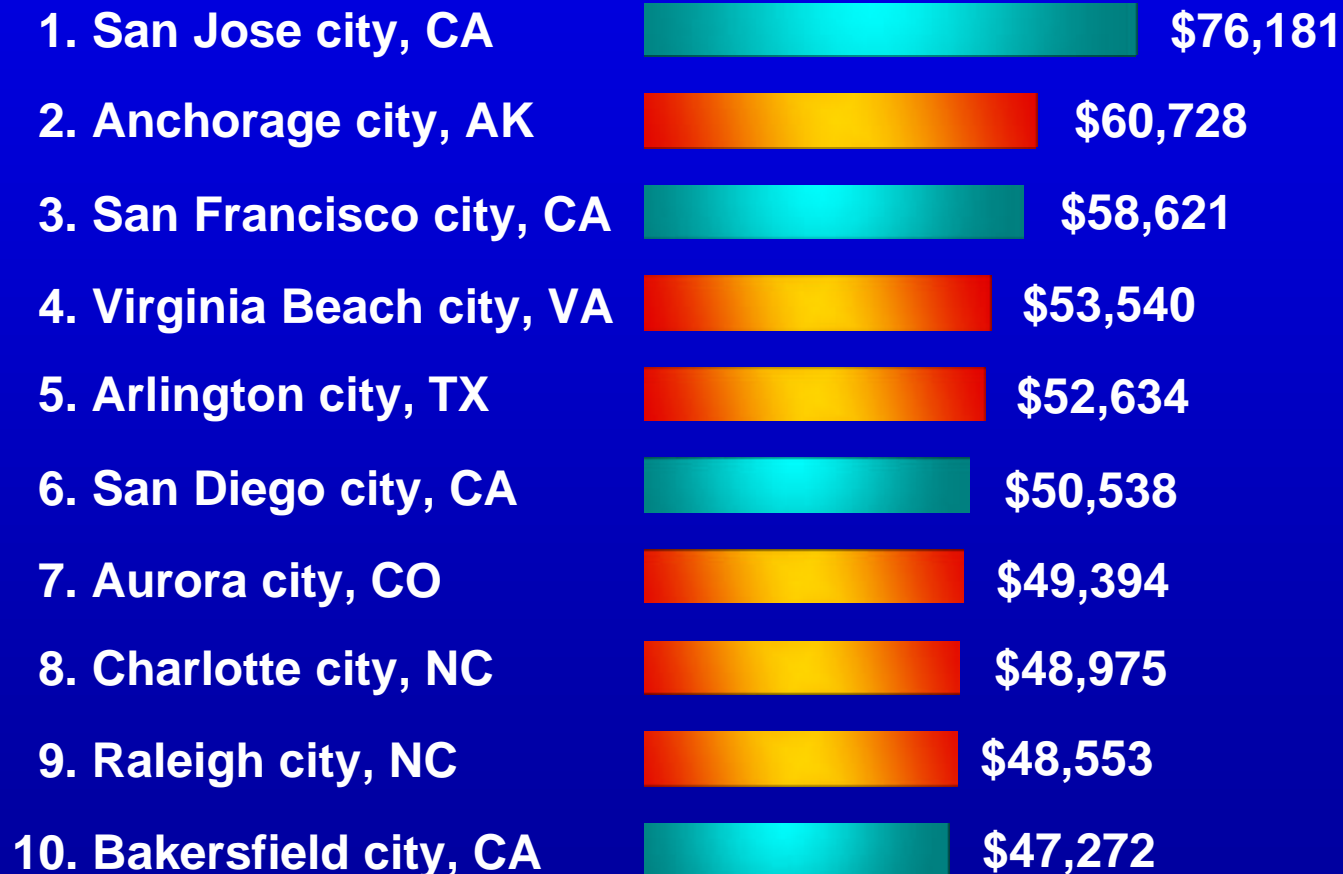 1. San Jose city, CA $76,181
2. Anchorage city, AK $60,728
3. San Francisco city, CA $58,621
4. Virginia Beach city, VA $53,540
5. Arlington city, TX $52,634
6. San Diego city, CA $50,538
7. Aurora city, CO $49,394
8. Charlotte city, NC $48,975
9. Raleigh city, NC $48,553
10. Bakersfield city, CA $47,272